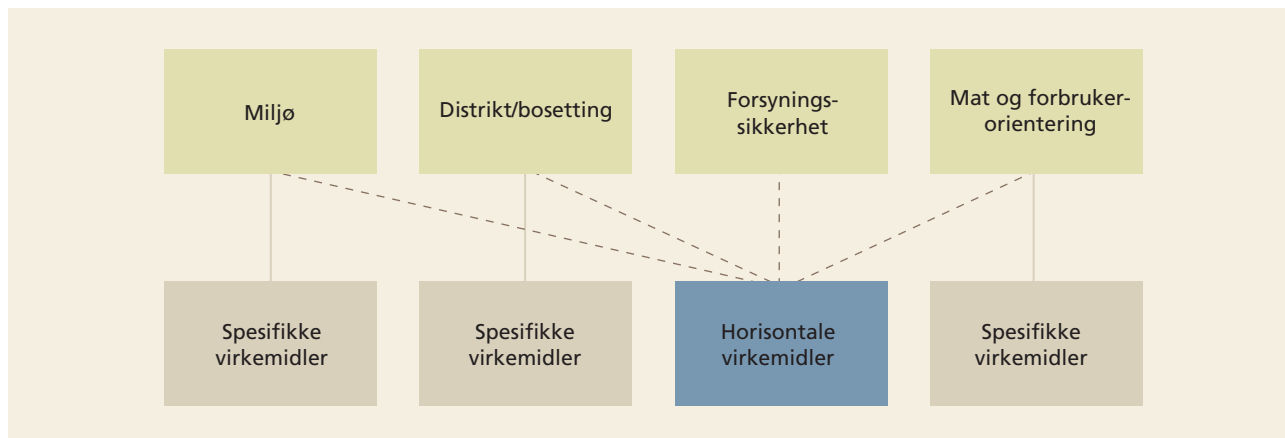 Miljø
Distrikt/bosetting
Forsynings-
sikkerhet
Mat og forbruker-
orientering
Spesifikke
virkemidler
Spesifikke
virkemidler
Horisontale
virkemidler
Spesifikke
virkemidler